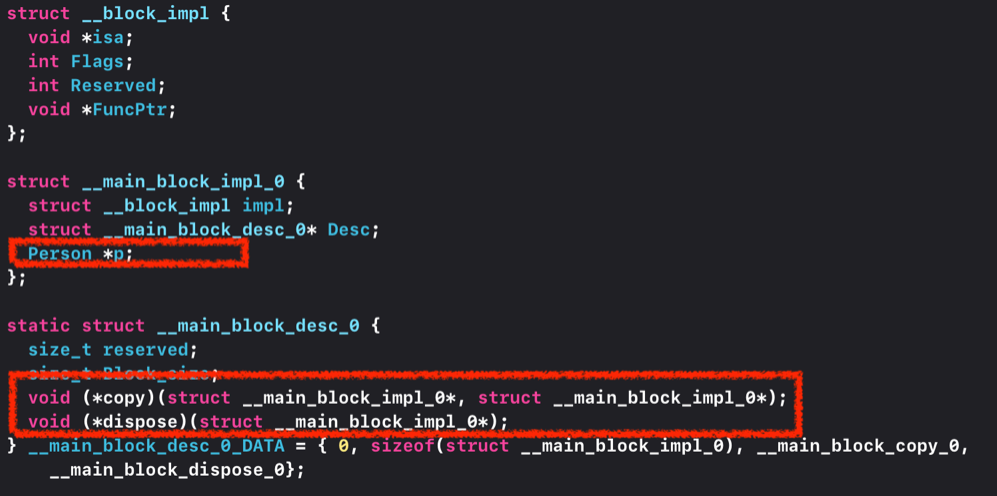 struct __block_impl {
void *isa;
int Flags;
int Reserved;
void *FuncPtr;
};
struct __main_block_impl_0 {
struct __block_impl impl;
struct __main_block_desc_0* Desc;
Person *p;
};
static struct __main_block_desc_0 {
size_t reserved;
size_t Block_size;
void (*copy)(struct __main_block_impl_0*, struct __main_block_impl_0*);
void (*dispose)(struct __main_block_impl_0*);
} __main_block_desc_0_DATA = { 0, sizeof(struct __main_block_impl_0), __main_block_copy_0,
__main_block_dispose_0};